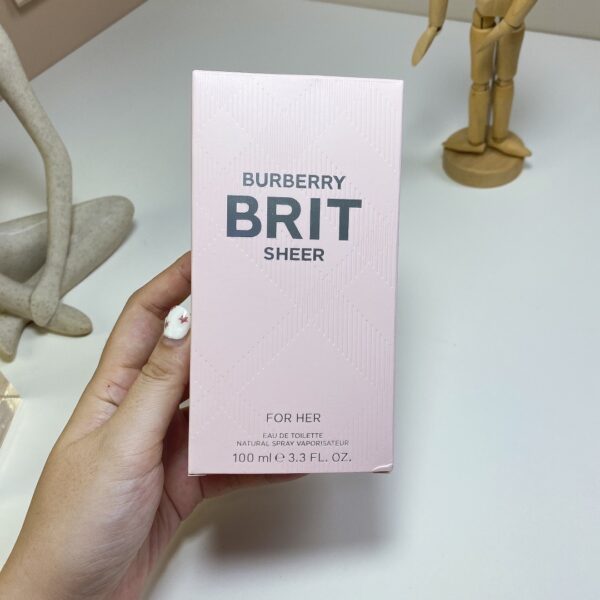 BURBERRY
BRIT
SHEER
FOR HER
EAU DE TOILETTE
NATURAL SPRAY VAPORISATEUR
100 ml ℮ 3.3 FL. OZ.